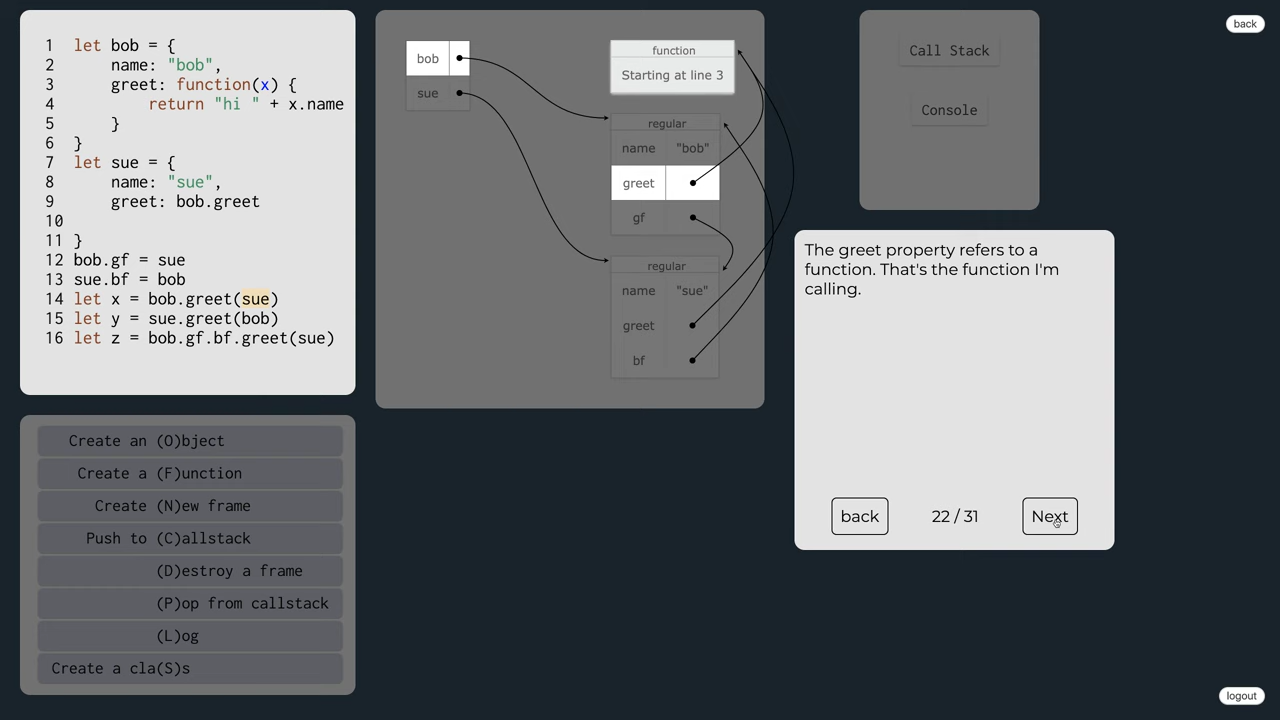 1 let bob = {
2 name: "bob",
3 greet: function(x) {
4 return "hi " + x.name
5 }
6 }
7 let sue = {
8 name: "sue",
9 greet: bob.greet
10
11 }
12 bob.gf = sue
13 sue.bf = bob
14 let x = bob.greet(sue)
15 let y = sue.greet(bob)
16 let z = bob.gf.bf.greet(sue)
Create an (O)bject
Create a (F)unction
Create (N)ew frame
Push to (C)allstack
(D)estroy a frame
(P)op from callstack
(L)og
Create a cla(S)s
bob
sue
function
Starting at line 3
regular
name "bob"
greet
gf
regular
name "sue"
greet
bf
Call Stack
Console
back
The greet property refers to a
function. That's the function I'm
calling.
back 22 / 31 Next
logout